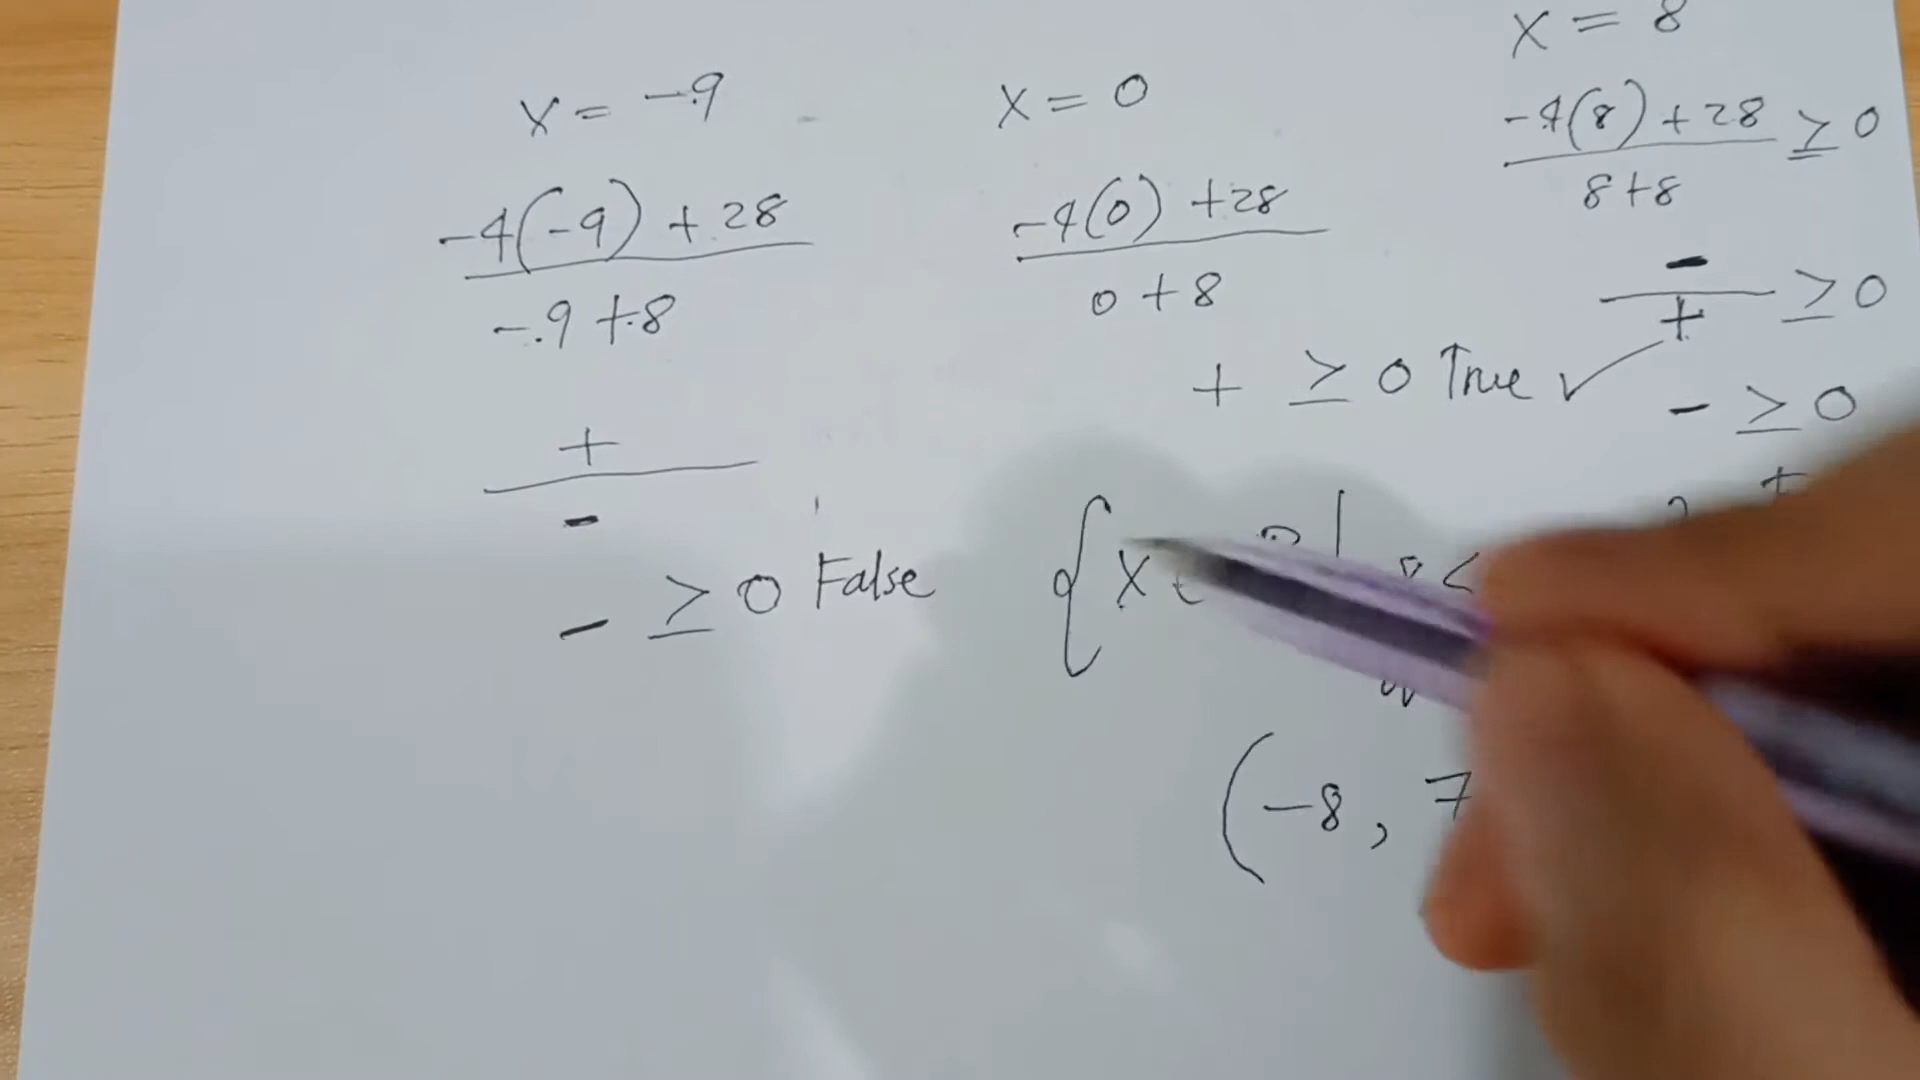 x = -9
-4(-9) + 28
-9 + 8
+
-
- ≥ 0 False
x = 0
-4(0) + 28
0 + 8
+ ≥ 0 True ✓
x = 8
-4(8) + 28 ≥ 0
8 + 8
-
+ ≥ 0
- ≥ 0
{ x |
(-8, 7